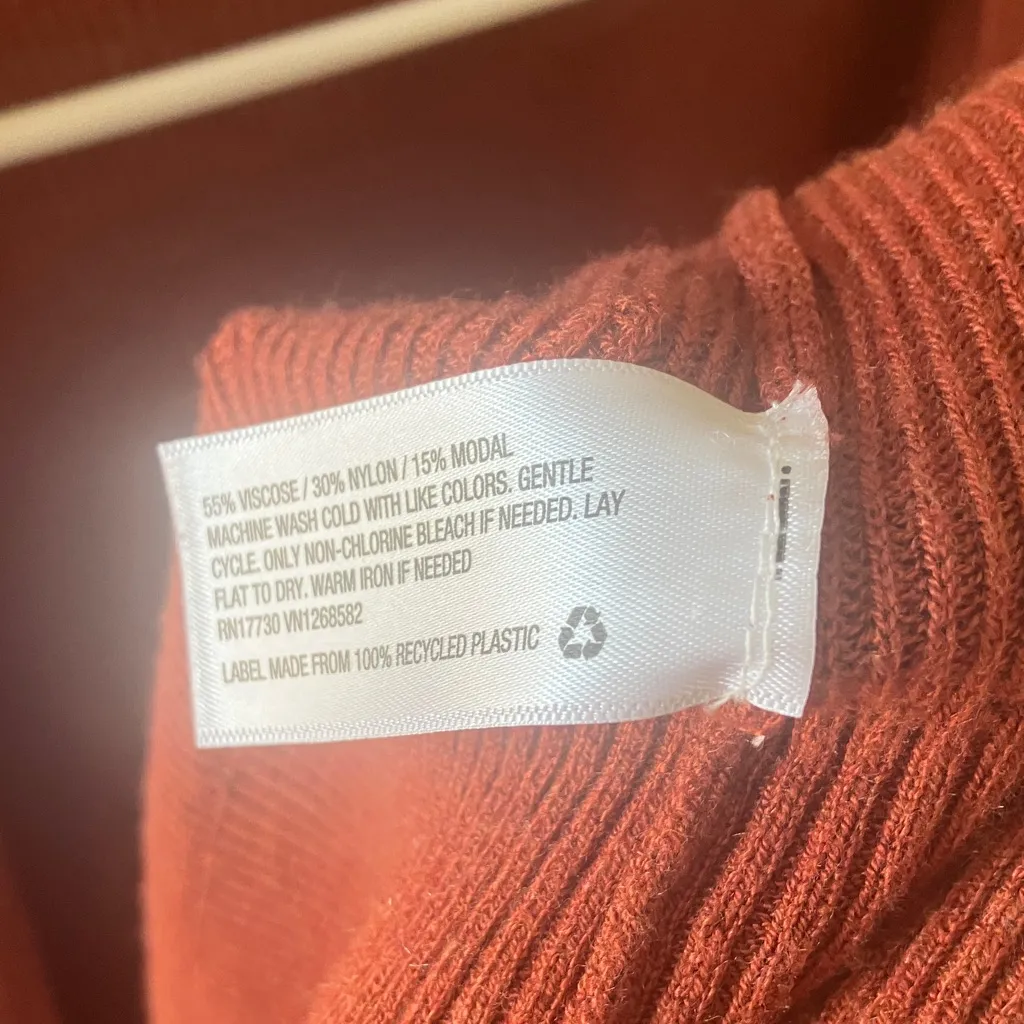 55% VISCOSE / 30% NYLON / 15% MODAL
MACHINE WASH COLD WITH LIKE COLORS. GENTLE
CYCLE. ONLY NON-CHLORINE BLEACH IF NEEDED. LAY
FLAT TO DRY. WARM IRON IF NEEDED
RN17730 VN1268582
LABEL MADE FROM 100% RECYCLED PLASTIC